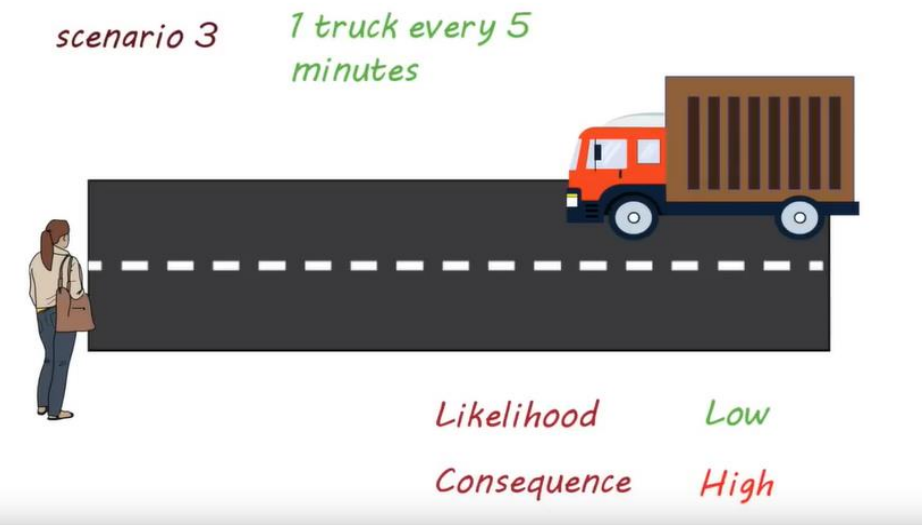 scenario 3
1 truck every 5
minutes
Likelihood Low
Consequence High